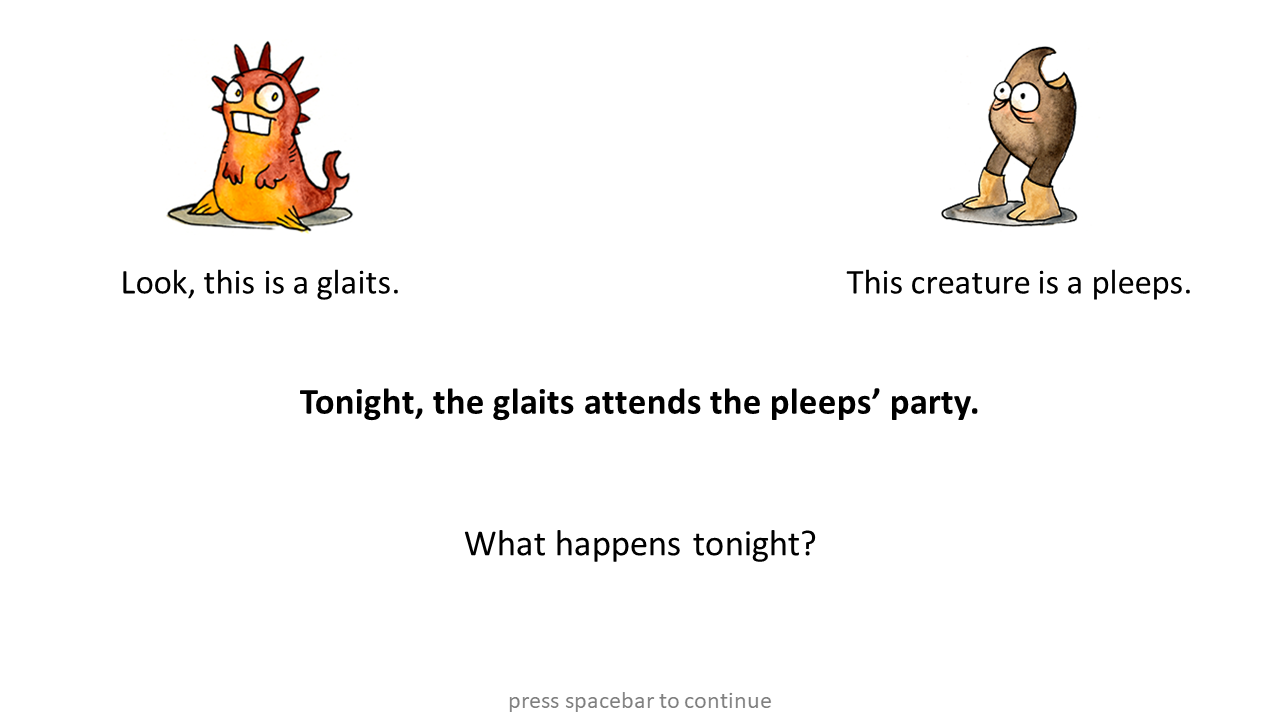 Look, this is a glaits.
This creature is a pleeps.
Tonight, the glaits attends the pleeps’ party.
What happens tonight?
press spacebar to continue